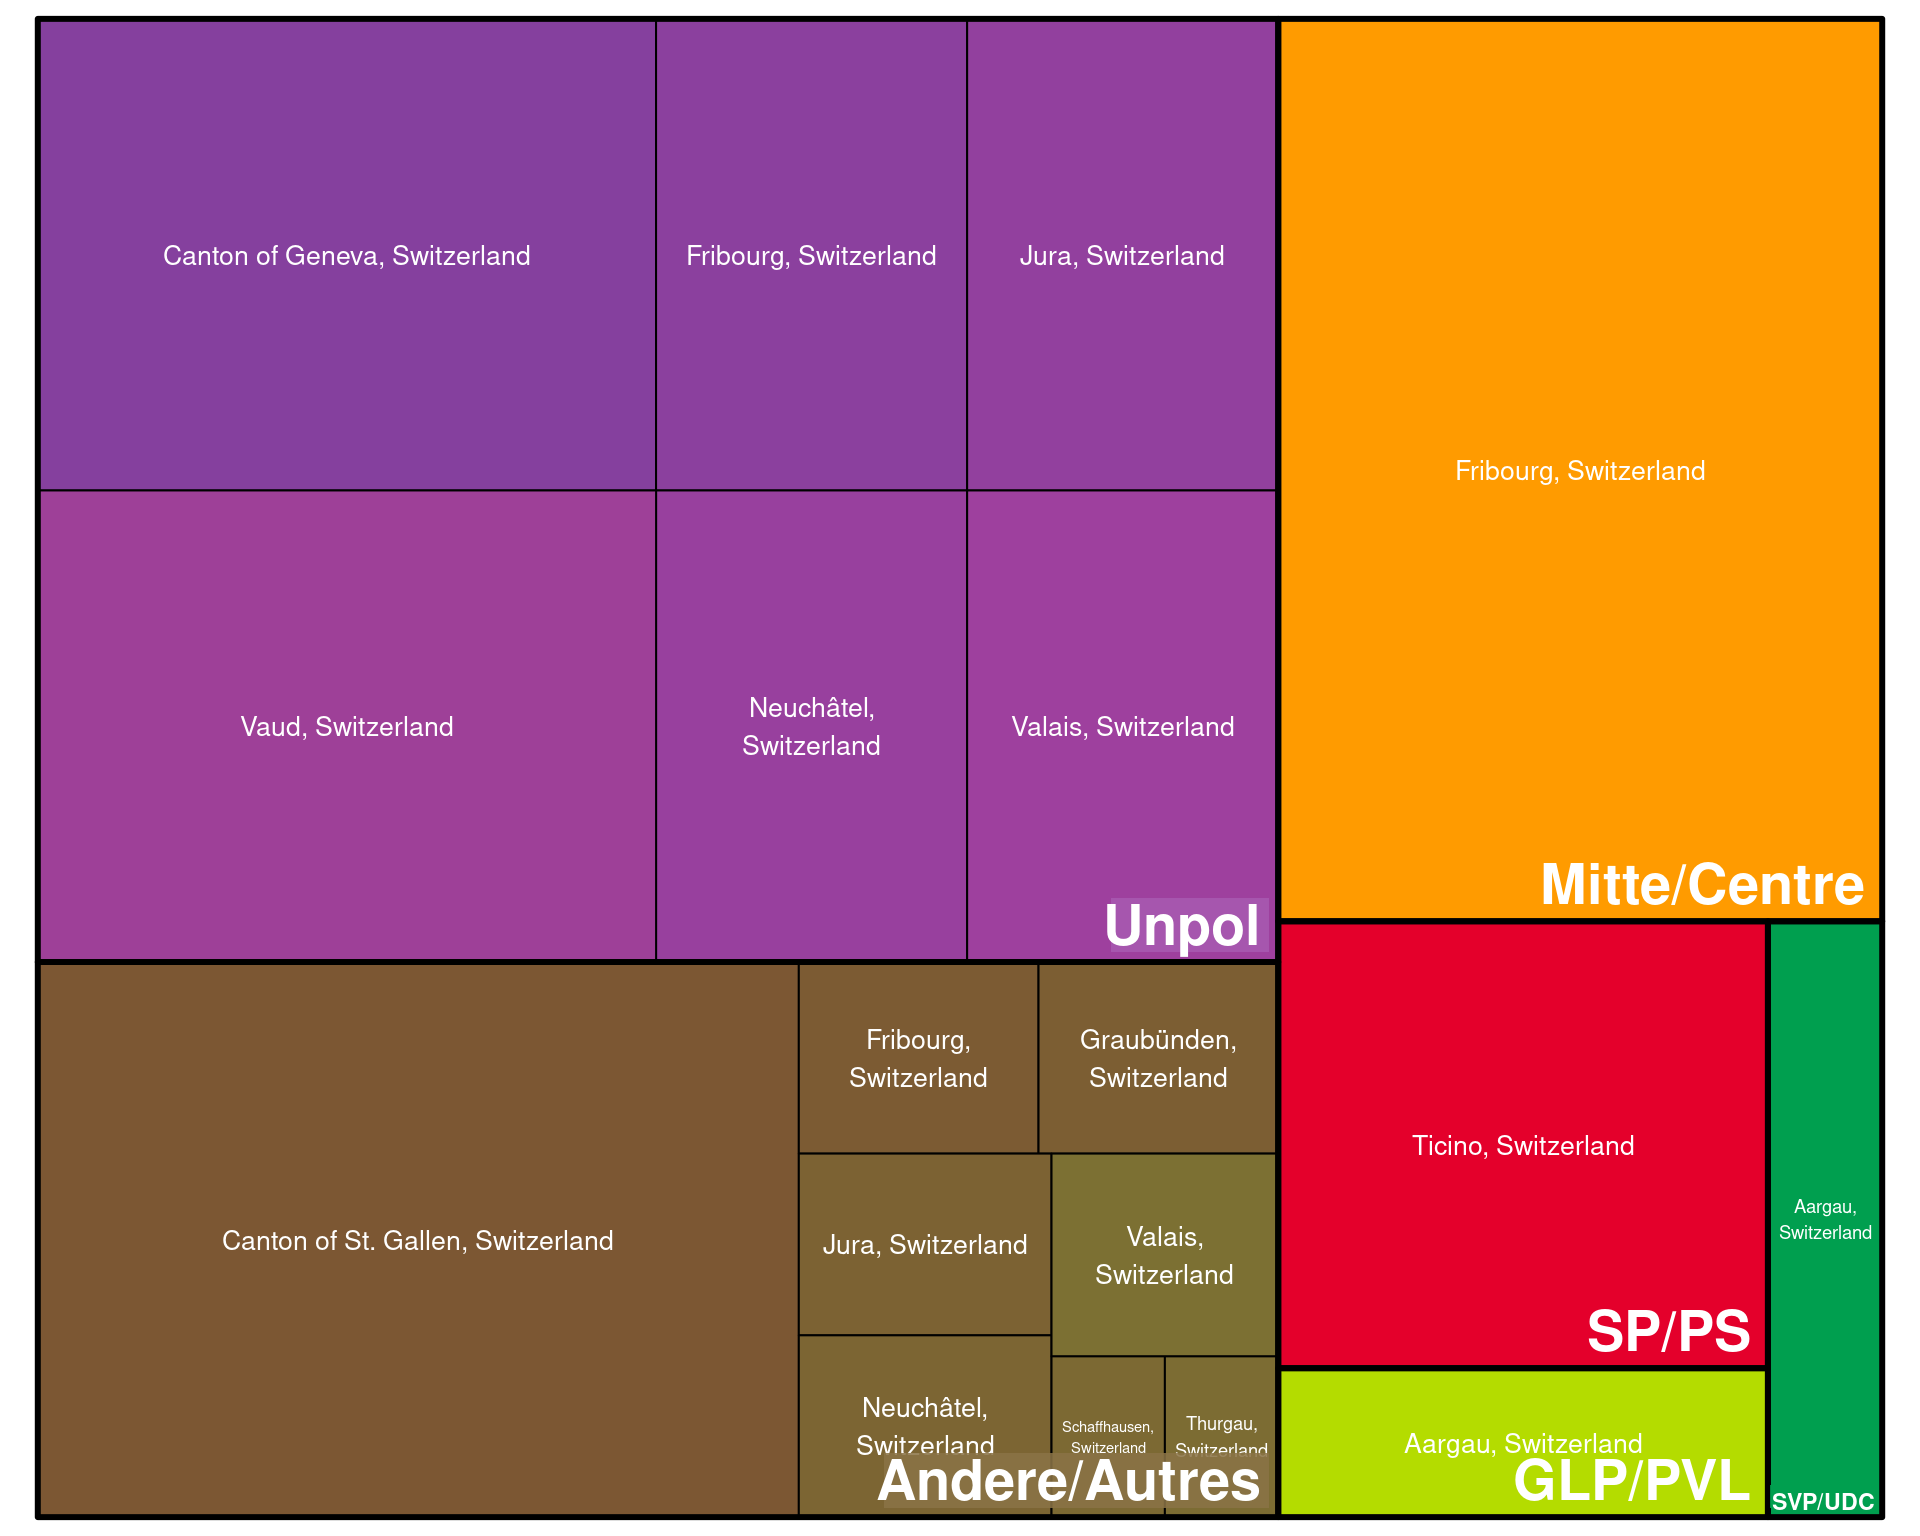 Canton of Geneva, Switzerland
Fribourg, Switzerland
Jura, Switzerland
Vaud, Switzerland
Neuchâtel,
Switzerland
Valais, Switzerland
Unpol
Canton of St. Gallen, Switzerland
Fribourg,
Switzerland
Graubünden,
Switzerland
Jura, Switzerland
Valais,
Switzerland
Neuchâtel,
Switzerland
Schaffhausen,
Switzerland
Thurgau,
Switzerland
Andere/Autres
Fribourg, Switzerland
Mitte/Centre
Ticino, Switzerland
SP/PS
Aargau, Switzerland
GLP/PVL
Aargau,
Switzerland
SVP/UDC